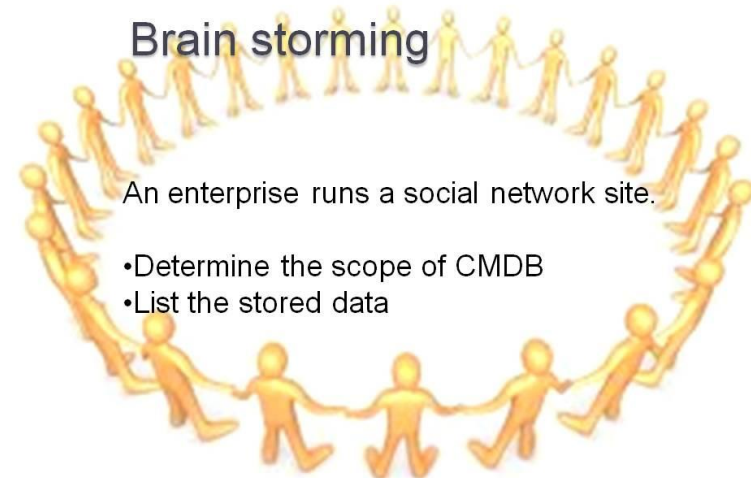 Brain storming
An enterprise runs a social network site.
•Determine the scope of CMDB
•List the stored data